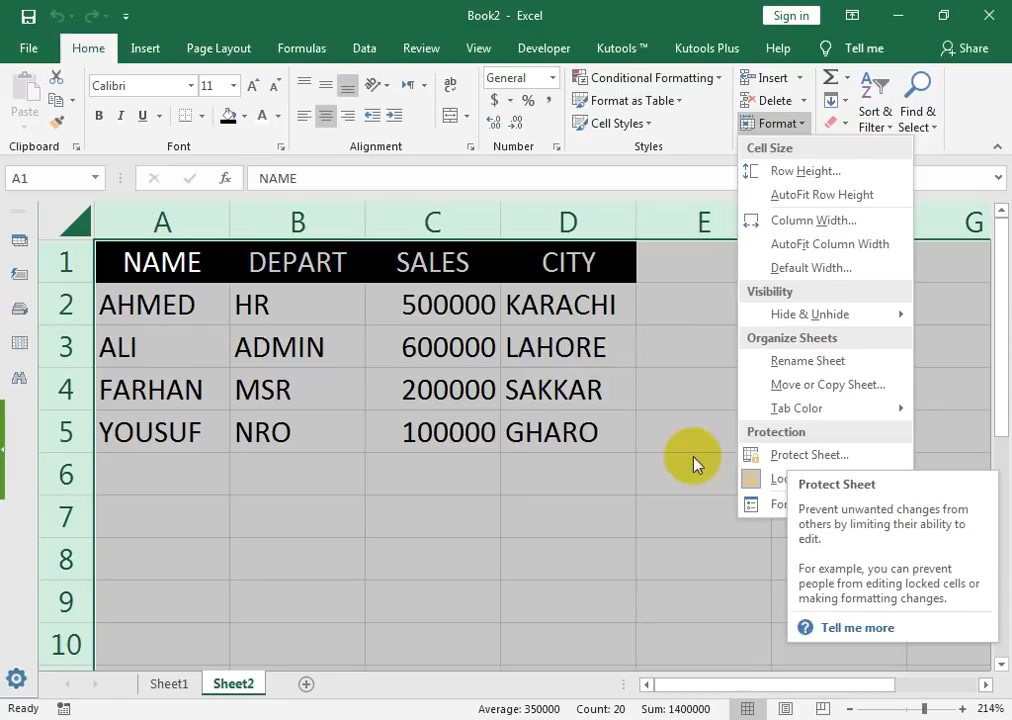 Book2 - Excel
Sign in
File Home Insert Page Layout Formulas Data Review View Developer Kutools ™ Kutools Plus Help Tell me Share
Paste
Clipboard
Calibri 11
B I U
Font
Alignment
General
$ % ,
Number
Conditional Formatting
Format as Table
Cell Styles
Styles
Insert
Delete
Format
Sort & Filter
Find & Select
A1 fx NAME
A B C D E G
1 NAME DEPART SALES CITY
2 AHMED HR 500000 KARACHI
3 ALI ADMIN 600000 LAHORE
4 FARHAN MSR 200000 SAKKAR
5 YOUSUF NRO 100000 GHARO
6
7
8
9
10
Cell Size
Row Height...
AutoFit Row Height
Column Width...
AutoFit Column Width
Default Width...
Visibility
Hide & Unhide
Organize Sheets
Rename Sheet
Move or Copy Sheet...
Tab Color
Protection
Protect Sheet...
Protect Sheet
Prevent unwanted changes from
others by limiting their ability to
edit.
For example, you can prevent
people from editing locked cells or
making formatting changes.
Tell me more
Sheet1 Sheet2
Ready Average: 350000 Count: 20 Sum: 1400000 214%